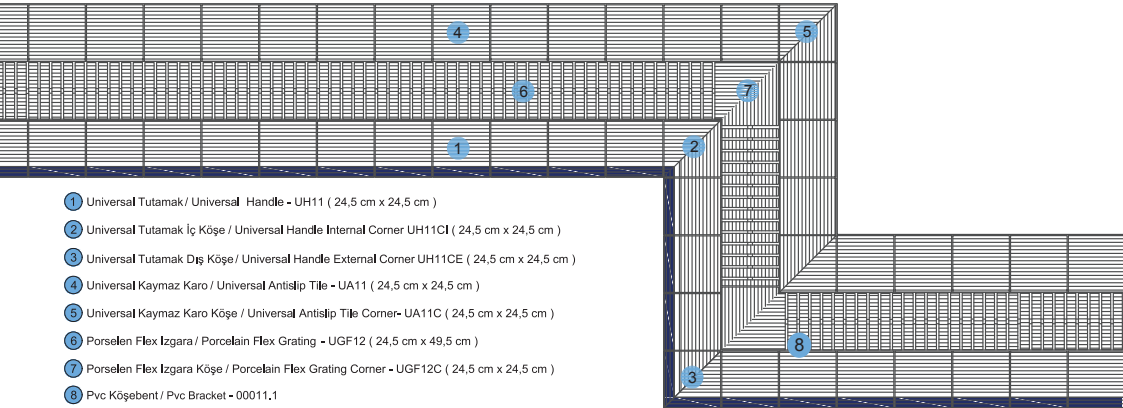 4
5
6
7
1
2
8
3
1 Universal Tutamak / Universal Handle - UH11 ( 24,5 cm x 24,5 cm )
2 Universal Tutamak İç Köşe / Universal Handle Internal Corner UH11CI ( 24,5 cm x 24,5 cm )
3 Universal Tutamak Dış Köşe / Universal Handle External Corner UH11CE ( 24,5 cm x 24,5 cm )
4 Universal Kaymaz Karo / Universal Antislip Tile - UA11 ( 24,5 cm x 24,5 cm )
5 Universal Kaymaz Karo Köşe / Universal Antislip Tile Corner- UA11C ( 24,5 cm x 24,5 cm )
6 Porselen Flex Izgara / Porcelain Flex Grating - UGF12 ( 24,5 cm x 49,5 cm )
7 Porselen Flex Izgara Köşe / Porcelain Flex Grating Corner - UGF12C ( 24,5 cm x 24,5 cm )
8 Pvc Köşebent / Pvc Bracket - 00011.1